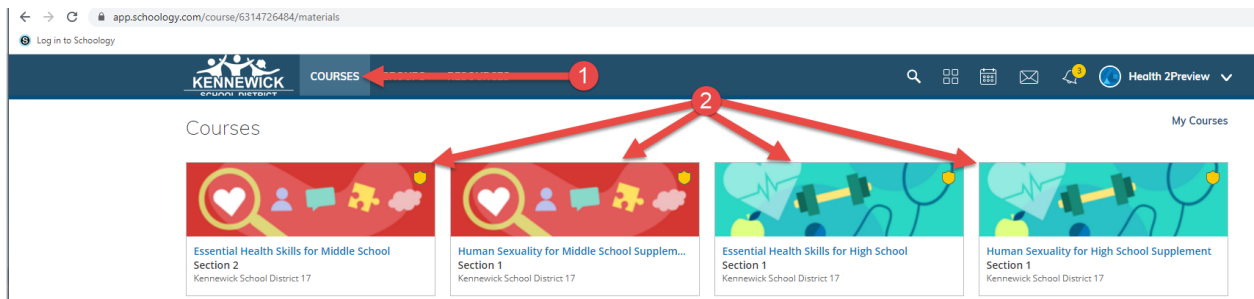 app.schoology.com/course/6314726484/materials
Log in to Schoology
KENNEWICK
SCHOOL DISTRICT
COURSES
1
3
Health 2Preview
2
Courses
My Courses
Essential Health Skills for Middle School
Section 2
Kennewick School District 17
Human Sexuality for Middle School Supplem...
Section 1
Kennewick School District 17
Essential Health Skills for High School
Section 1
Kennewick School District 17
Human Sexuality for High School Supplement
Section 1
Kennewick School District 17